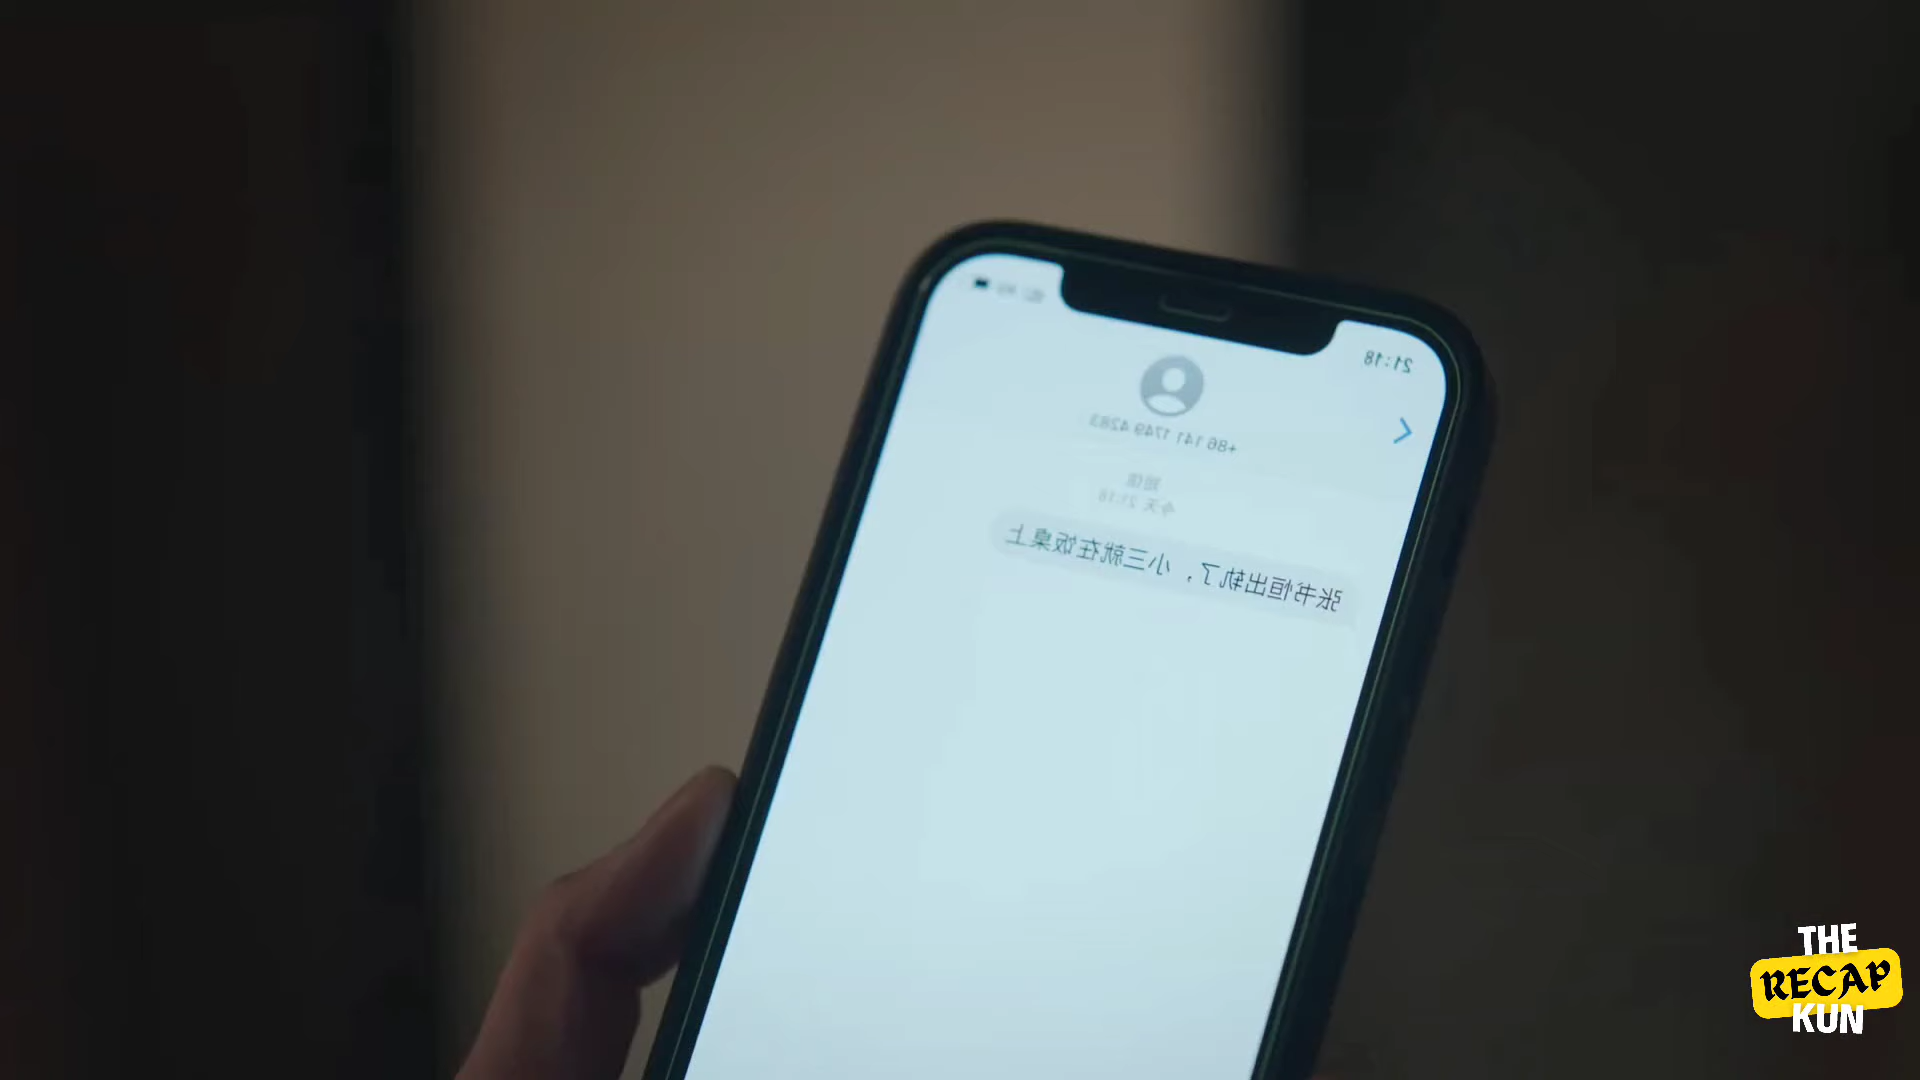 21:18
+86 141 1749 4283
短信
今天 21:18
张书恒出轨了，小三就在饭桌上
THE
RECAP
KUN